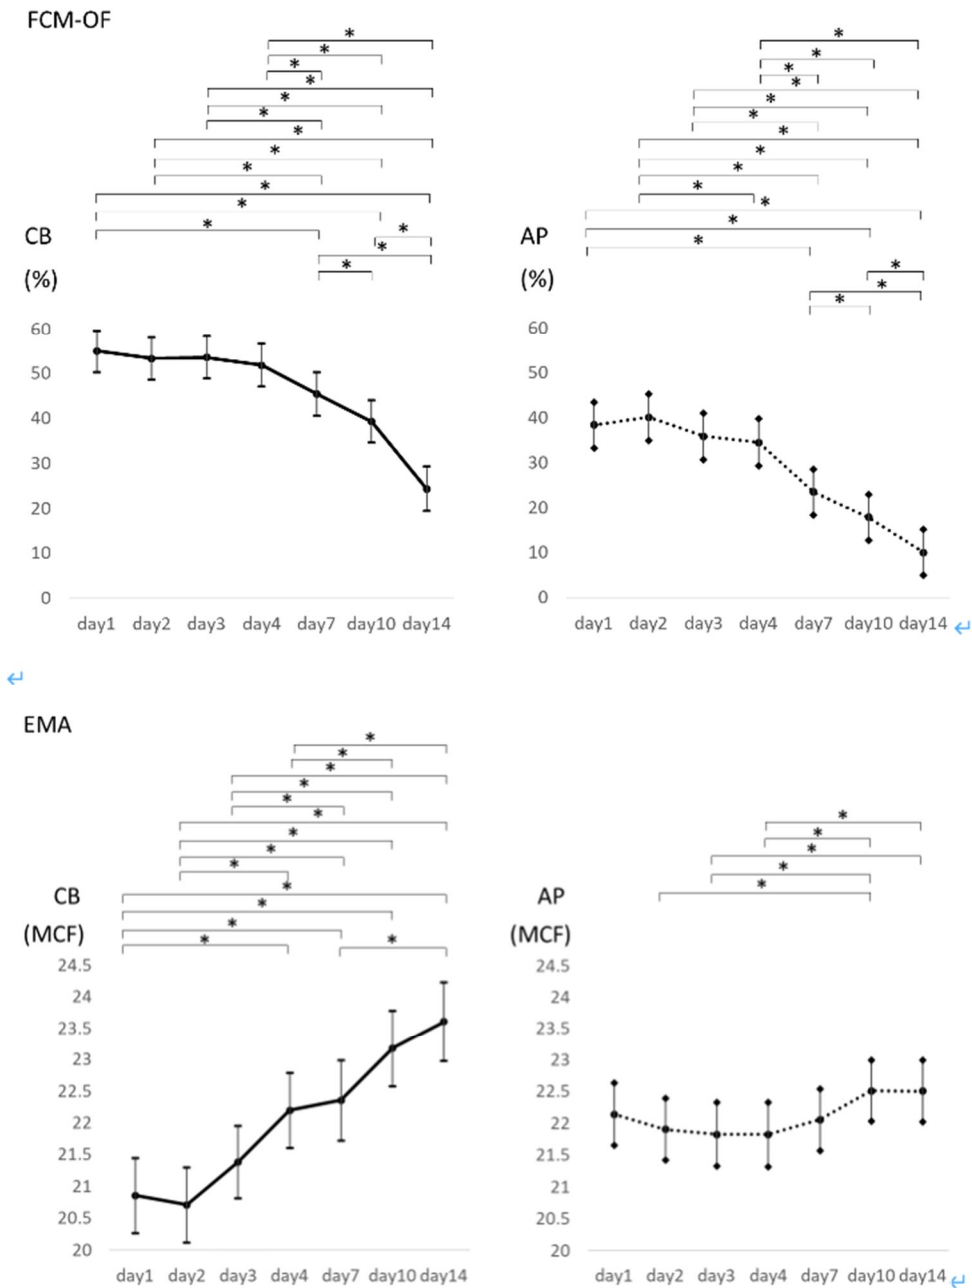 FCM-OF
* * * * * * * * * * * * * * *
CB
(%)
60
50
40
30
20
10
0
day1 day2 day3 day4 day7 day10 day14
* * * * * * * * * * * * * * * *
AP
(%)
60
50
40
30
20
10
0
day1 day2 day3 day4 day7 day10 day14
EMA
* * * * * * * * * * * * * *
CB
(MCF)
24.5
24
23.5
23
22.5
22
21.5
21
20.5
20
day1 day2 day3 day4 day7 day10 day14
* * * * *
AP
(MCF)
24.5
24
23.5
23
22.5
22
21.5
21
20.5
20
day1 day2 day3 day4 day7 day10 day14